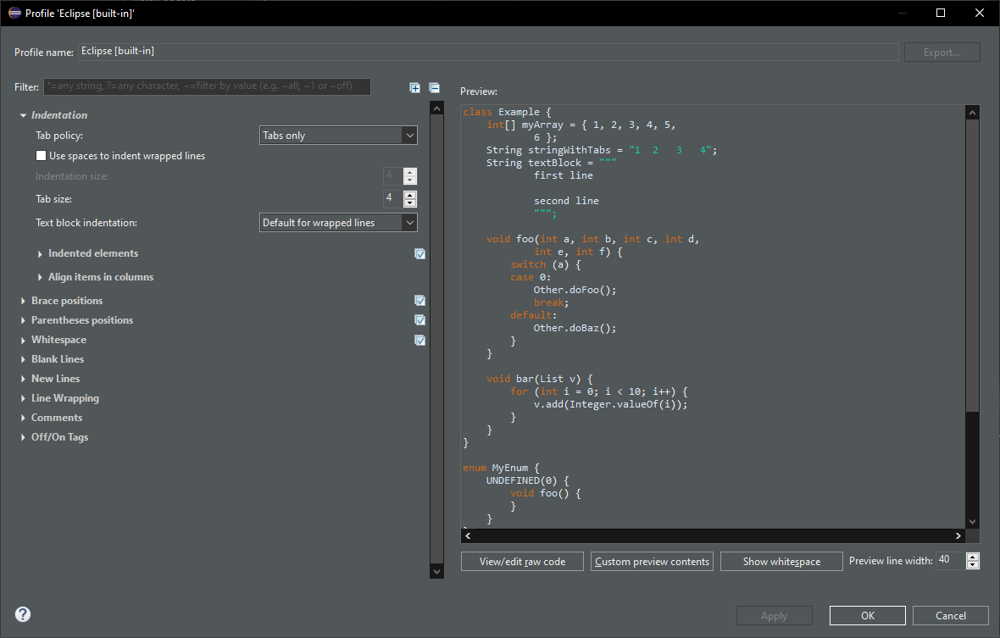 Profile 'Eclipse [built-in]'
Profile name: Eclipse [built-in] Export...
Filter: *=any string, ?=any character, ~=filter by value (e.g. ~all, ~1 or ~off)
Indentation
Tab policy: Tabs only
Use spaces to indent wrapped lines
Indentation size: 4
Tab size: 4
Text block indentation: Default for wrapped lines
Indented elements
Align items in columns
Brace positions
Parentheses positions
Whitespace
Blank Lines
New Lines
Line Wrapping
Comments
Off/On Tags
Preview:
class Example {
    int[] myArray = { 1, 2, 3, 4, 5,
            6 };
    String stringWithTabs = "1  2   3   4";
    String textBlock = """
            first line

            second line
            """;

    void foo(int a, int b, int c, int d,
            int e, int f) {
        switch (a) {
        case 0:
            Other.doFoo();
            break;
        default:
            Other.doBaz();
        }
    }

    void bar(List v) {
        for (int i = 0; i < 10; i++) {
            v.add(Integer.valueOf(i));
        }
    }
}

enum MyEnum {
    UNDEFINED(0) {
        void foo() {
        }
    }
View/edit raw code Custom preview contents Show whitespace Preview line width: 40
? Apply OK Cancel